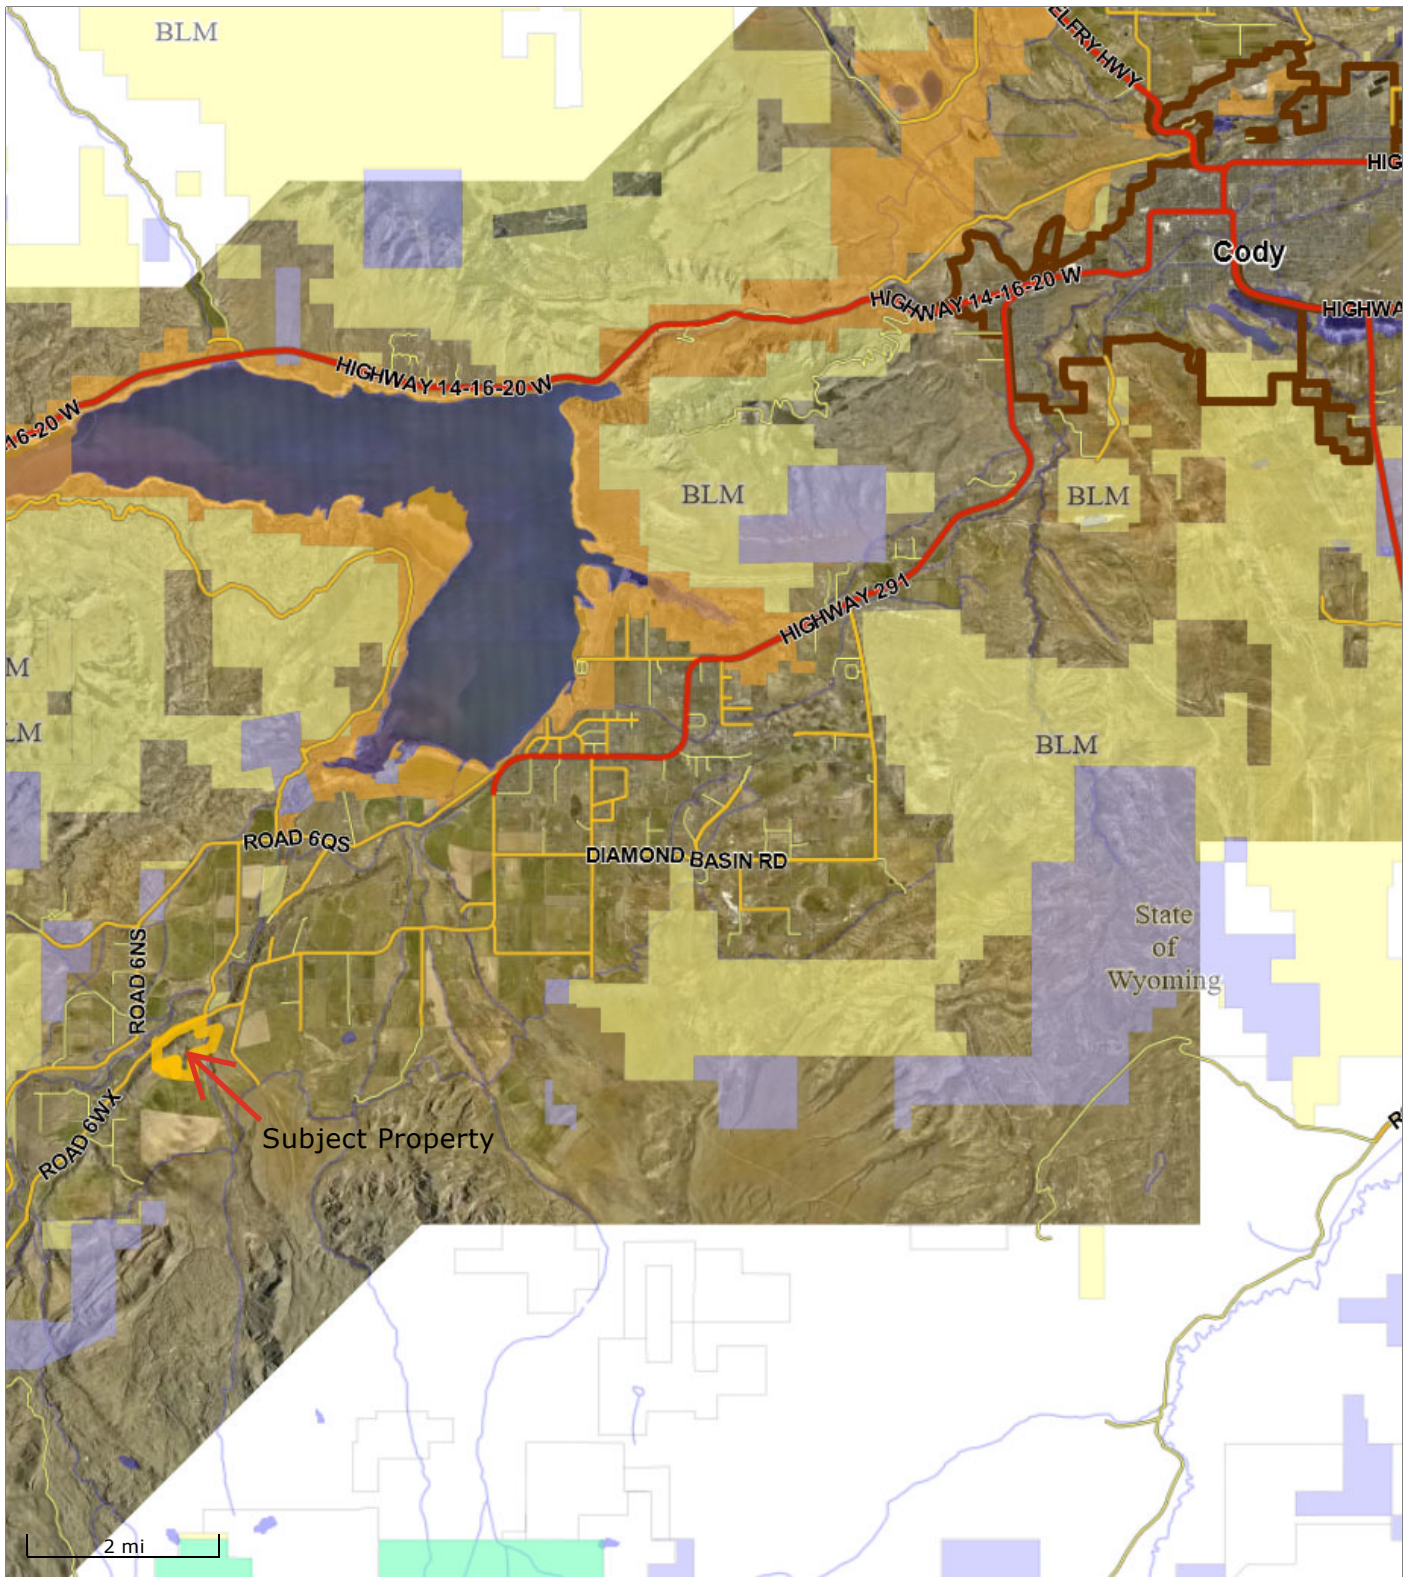 BLM
ELFRY HWY
HIG
Cody
HIGHWAY 14-16-20 W
HIGHWA
HIGHWAY 14-16-20 W
-16-20 W
BLM
BLM
HIGHWAY 291
M
LM
BLM
ROAD 6QS
DIAMOND BASIN RD
State
of
Wyoming
ROAD 6NS
ROAD 6WX
R
Subject Property
2 mi